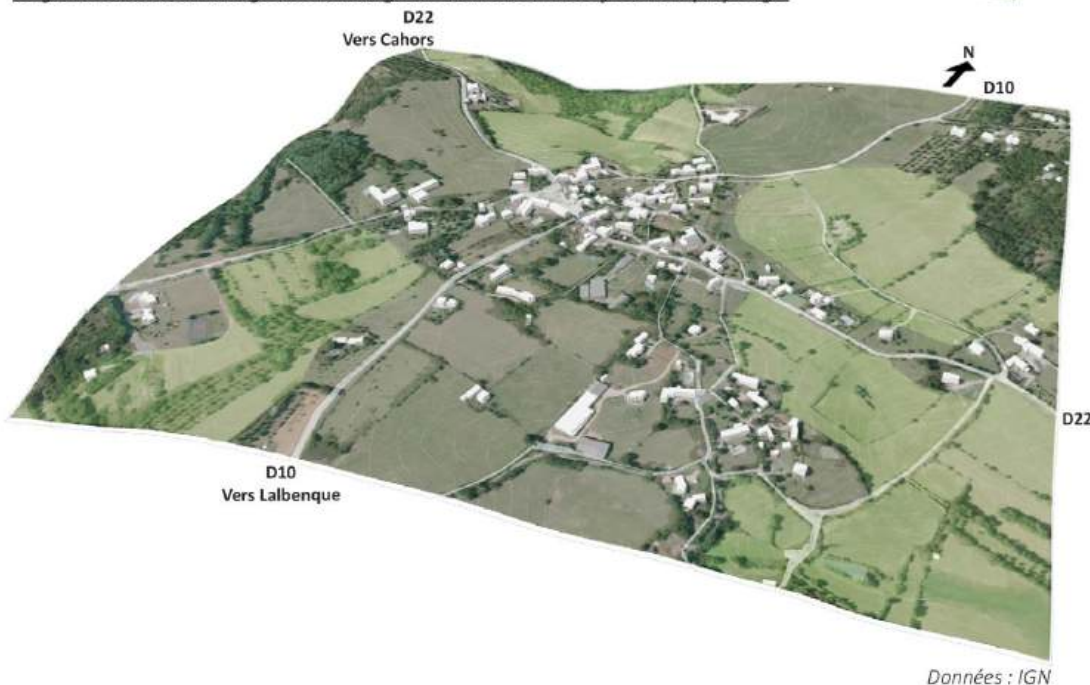 D22
Vers Cahors
N
D10
D22
D10
Vers Lalbenque
Données : IGN